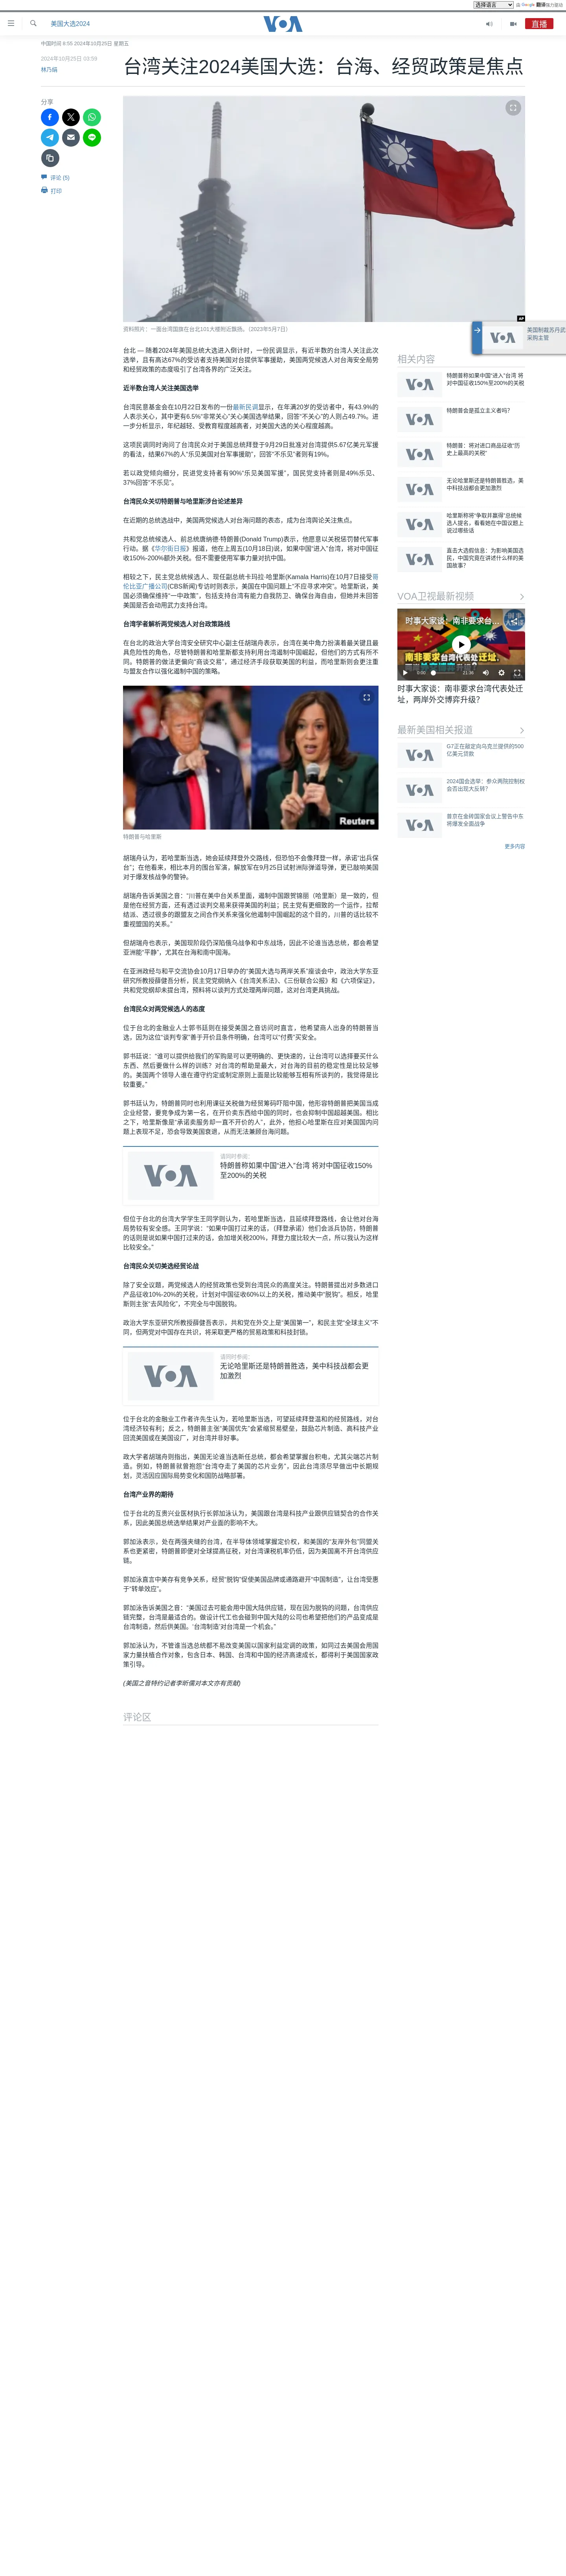 选择语言
美国大选2024
VOA
直播
中国时间 8:55 2024年10月25日 星期五
2024年10月25日 03:59
林乃绢
台湾关注2024美国大选：台海、经贸政策是焦点
分享
评论 (5)
打印
AP
资料照片：一面台湾国旗在台北101大楼附近飘扬。（2023年5月7日）
台北 — 随着2024年美国总统大选进入倒计时，一份民调显示，有近半数的台湾人关注此次
选举，且有高达67%的受访者支持美国对台提供军事援助，美国两党候选人的台海安全布局
和经贸政策的态度吸引了台湾各界的广泛关注。
近半数台湾人关注美国选举
台湾民意基金会在10月22日发布的一份最新民调显示，在年满20岁的受访者中，有43.9%的
人表示关心，其中更有6.5%“非常关心”关心美国选举结果，回答“不关心”的人则占49.7%。进
一步分析显示，年纪越轻、受教育程度越高者，对美国大选的关心程度越高。
这项民调同时询问了台湾民众对于美国总统拜登于9月29日批准对台湾提供5.67亿美元军援
的看法，结果67%的人“乐见美国对台军事援助”，回答“不乐见”者则有19%。
若以政党倾向细分，民进党支持者有90%“乐见美国军援”，国民党支持者则是49%乐见、
37%回答“不乐见”。
台湾民众关切特朗普与哈里斯涉台论述差异
在近期的总统选战中，美国两党候选人对台海问题的表态，成为台湾舆论关注焦点。
共和党总统候选人、前总统唐纳德·特朗普(Donald Trump)表示，他愿意以关税惩罚替代军事
行动。据《华尔街日报》报道，他在上周五(10月18日)说，如果中国“进入”台湾，将对中国征
收150%-200%额外关税。但不需要使用军事力量对抗中国。
相较之下，民主党总统候选人、现任副总统卡玛拉·哈里斯(Kamala Harris)在10月7日接受哥
伦比亚广播公司(CBS新闻)专访时则表示，美国在中国问题上“不应寻求冲突”。哈里斯说，美
国必须确保维持“一中政策”，包括支持台湾有能力自我防卫、确保台海自由，但她并未回答
美国是否会动用武力支持台湾。
台湾学者解析两党候选人对台政策路线
在台北的政治大学台湾安全研究中心副主任胡瑞舟表示，台湾在美中角力扮演着关键且最
具危险性的角色，尽管特朗普和哈里斯都支持利用台湾遏制中国崛起，但他们的方式有所不
同。特朗普的做法更偏向“商谈交易”，通过经济手段获取美国的利益，而哈里斯则会更注重
与盟友合作以强化遏制中国的策略。
Reuters
特朗普与哈里斯
胡瑞舟认为，若哈里斯当选，她会延续拜登外交路线，但恐怕不会像拜登一样，承诺“出兵保
台”；在他看来，相比本月的围台军演，解放军在9月25日试射洲际弹道导弹，更已敲响美国
对于爆发核战争的警钟。
胡瑞舟告诉美国之音：“川普在美中台关系里面，遏制中国跟贺锦丽（哈里斯）是一致的，但
是他在经贸方面，还有透过谈判交易来获得美国的利益；民主党有更细致的一个运作，拉帮
结派、透过很多的跟盟友之间合作关系来强化他遏制中国崛起的这个目的，川普的话比较不
重视盟国的关系。”
但胡瑞舟也表示，美国现阶段仍深陷俄乌战争和中东战场，因此不论谁当选总统，都会希望
亚洲能“平静”，尤其在台海和南中国海。
在亚洲政经与和平交流协会10月17日举办的“美国大选与两岸关系”座谈会中，政治大学东亚
研究所教授薛健吾分析，民主党党纲纳入《台湾关系法》、《三份联合公报》和《六项保证》，
共和党党纲却未提台湾，预料将以谈判方式处理两岸问题，这对台湾更具挑战。
台湾民众对两党候选人的态度
位于台北的金融业人士郭书廷则在接受美国之音访问时直言，他希望商人出身的特朗普当
选，因为这位“谈判专家”善于开价且条件明确，台湾可以“付费”买安全。
郭书廷说：“谁可以提供给我们的军购是可以更明确的、更快速的，让台湾可以选择要买什么
东西、然后要做什么样的训练？对台湾的帮助是最大，对台海的目前的稳定性是比较足够
的。美国两个领导人谁在遵守约定或制定原则上面是比较能够互相有所谈判的，我觉得是比
较重要。”
郭书廷认为，特朗普同时也利用课征关税做为经贸筹码吓阻中国，他形容特朗普把美国当成
企业经营，要竞争成为第一名，在开价卖东西给中国的同时，也会抑制中国超越美国。相比
之下，哈里斯像是“承诺卖服务却一直不开价的人”，此外，他担心哈里斯在应对美国国内问
题上表现不足，恐会导致美国衰退，从而无法兼顾台海问题。
VOA
请同时参阅:
特朗普称如果中国“进入”台湾 将对中国征收150%
至200%的关税
但位于台北的台湾大学学生王同学则认为，若哈里斯当选，且延续拜登路线，会让他对台海
局势较有安全感。王同学说：“如果中国打过来的话，（拜登承诺）他们会派兵协防，特朗普
的话则是说如果中国打过来的话，会加增关税200%，拜登力度比较大一点，所以我认为这样
比较安全。”
台湾民众关切美选经贸论战
除了安全议题，两党候选人的经贸政策也受到台湾民众的高度关注。特朗普提出对多数进口
产品征收10%-20%的关税，计划对中国征收60%以上的关税，推动美中“脱钩”。相反，哈里
斯则主张“去风险化”，不完全与中国脱钩。
政治大学东亚研究所教授薛健吾表示，共和党在外交上是“美国第一”，和民主党“全球主义”不
同，但两党对中国存在共识，将采取更严格的贸易政策和科技封锁。
VOA
请同时参阅:
无论哈里斯还是特朗普胜选，美中科技战都会更
加激烈
位于台北的金融业工作者许先生认为，若哈里斯当选，可望延续拜登温和的经贸路线，对台
湾经济较有利；反之，特朗普主张“美国优先”会紧缩贸易壁垒，鼓励芯片制造、高科技产业
回流美国或在美国设厂，对台湾并非好事。
政大学者胡瑞舟则指出，美国无论谁当选新任总统，都会希望掌握台积电，尤其尖端芯片制
造。例如，特朗普就曾抱怨“台湾夺走了美国的芯片业务”，因此台湾须尽早做出中长期规
划，灵活因应国际局势变化和国防战略部署。
台湾产业界的期待
位于台北的互贵兴业医材执行长郭加泳认为，美国跟台湾是科技产业跟供应链契合的合作关
系，因此美国总统选举结果对产业面的影响不大。
郭加泳表示，处在两强夹缝的台湾，在半导体领域掌握定价权，和美国的“友岸外包”同盟关
系也更紧密，特朗普即便对全球提高征税，对台湾课税机率仍低，因为美国离不开台湾供应
链。
郭加泳直言中美存有竞争关系，经贸“脱钩”促使美国品牌或通路避开“中国制造”，让台湾受惠
于“转单效应”。
郭加泳告诉美国之音：“美国过去可能会用中国大陆供应链，现在因为脱钩的问题，台湾供应
链完整，台湾是最适合的。做设计代工也会碰到中国大陆的公司也希望把他们的产品变成是
台湾制造，然后供美国。‘台湾制造’对台湾是一个机会。”
郭加泳认为，不管谁当选总统都不易改变美国以国家利益定调的政策，如同过去美国会用国
家力量扶植合作对象，包含日本、韩国、台湾和中国的经济高速成长，都得利于美国国家政
策引导。
(美国之音特约记者李昕儒对本文亦有贡献)
评论区
VOA
美国制裁苏丹武
采购主管
相关内容
VOA
特朗普称如果中国“进入”台湾 将
对中国征收150%至200%的关税
VOA
特朗普会是孤立主义者吗？
VOA
特朗普：将对进口商品征收“历
史上最高的关税”
VOA
无论哈里斯还是特朗普胜选，美
中科技战都会更加激烈
VOA
哈里斯称将“争取并赢得”总统候
选人提名，看看她在中国议题上
说过哪些话
VOA
直击大选假信息：为影响美国选
民，中国究竟在讲述什么样的美
国故事？
VOA卫视最新视频
时事大家谈：南非要求台...
南非要求台湾代表处迁址，
0:00
21:36
时事大家谈：南非要求台湾代表处迁
址，两岸外交博弈升级？
最新美国相关报道
VOA
G7正在敲定向乌克兰提供的500
亿美元贷款
VOA
2024国会选举：参众两院控制权
会否出现大反转？
VOA
普京在金砖国家会议上警告中东
将爆发全面战争
更多内容